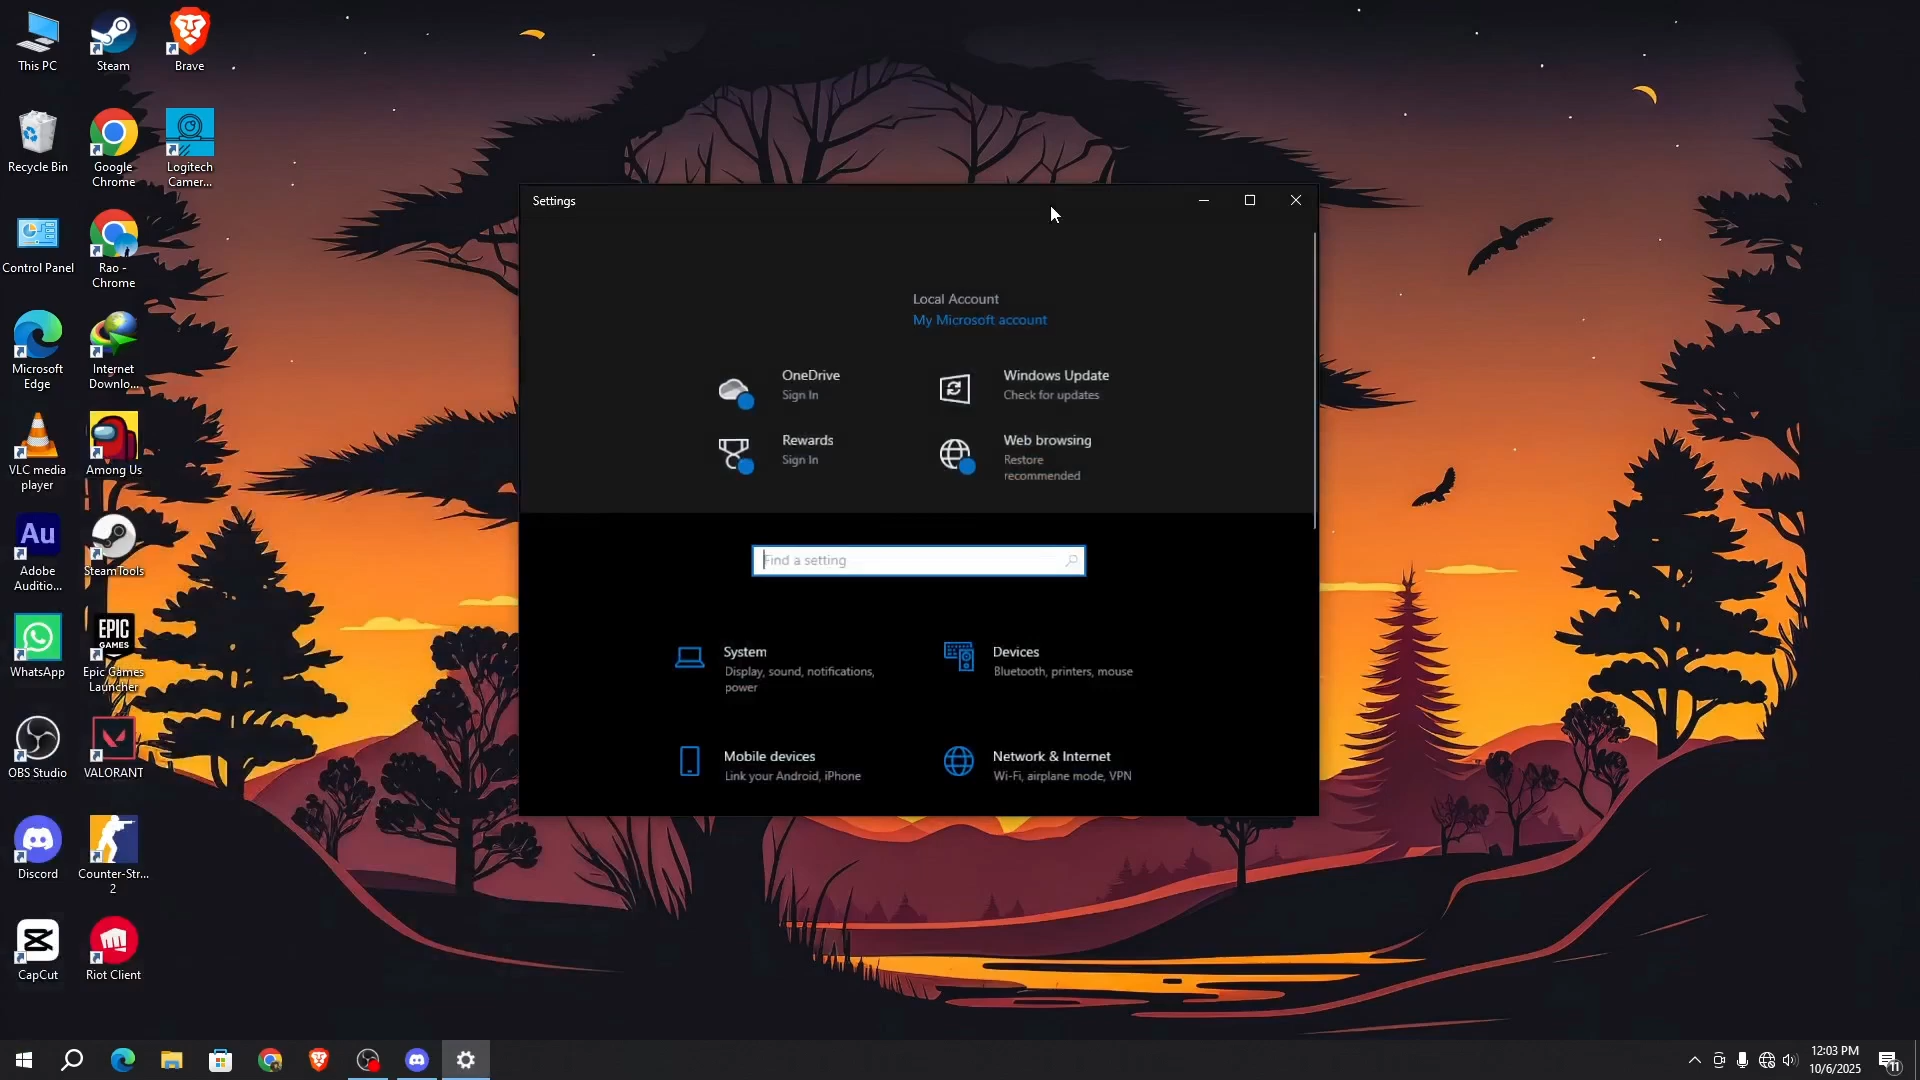 This PC
Steam
Brave
Recycle Bin
Google
Chrome
Logitech
Camer...
Control Panel
Rao -
Chrome
Microsoft
Edge
Internet
Downlo...
VLC media
player
Among Us
Au
Adobe
Auditio...
SteamTools
WhatsApp
EPIC
GAMES
Epic Games
Launcher
OBS Studio
VALORANT
Discord
Counter-Str...
2
CapCut
Riot Client
Settings
Local Account
My Microsoft account
OneDrive
Sign In
Windows Update
Check for updates
Rewards
Sign In
Web browsing
Restore
recommended
Find a setting
System
Display, sound, notifications,
power
Devices
Bluetooth, printers, mouse
Mobile devices
Link your Android, iPhone
Network & Internet
Wi-Fi, airplane mode, VPN
12:03 PM
10/6/2025
11